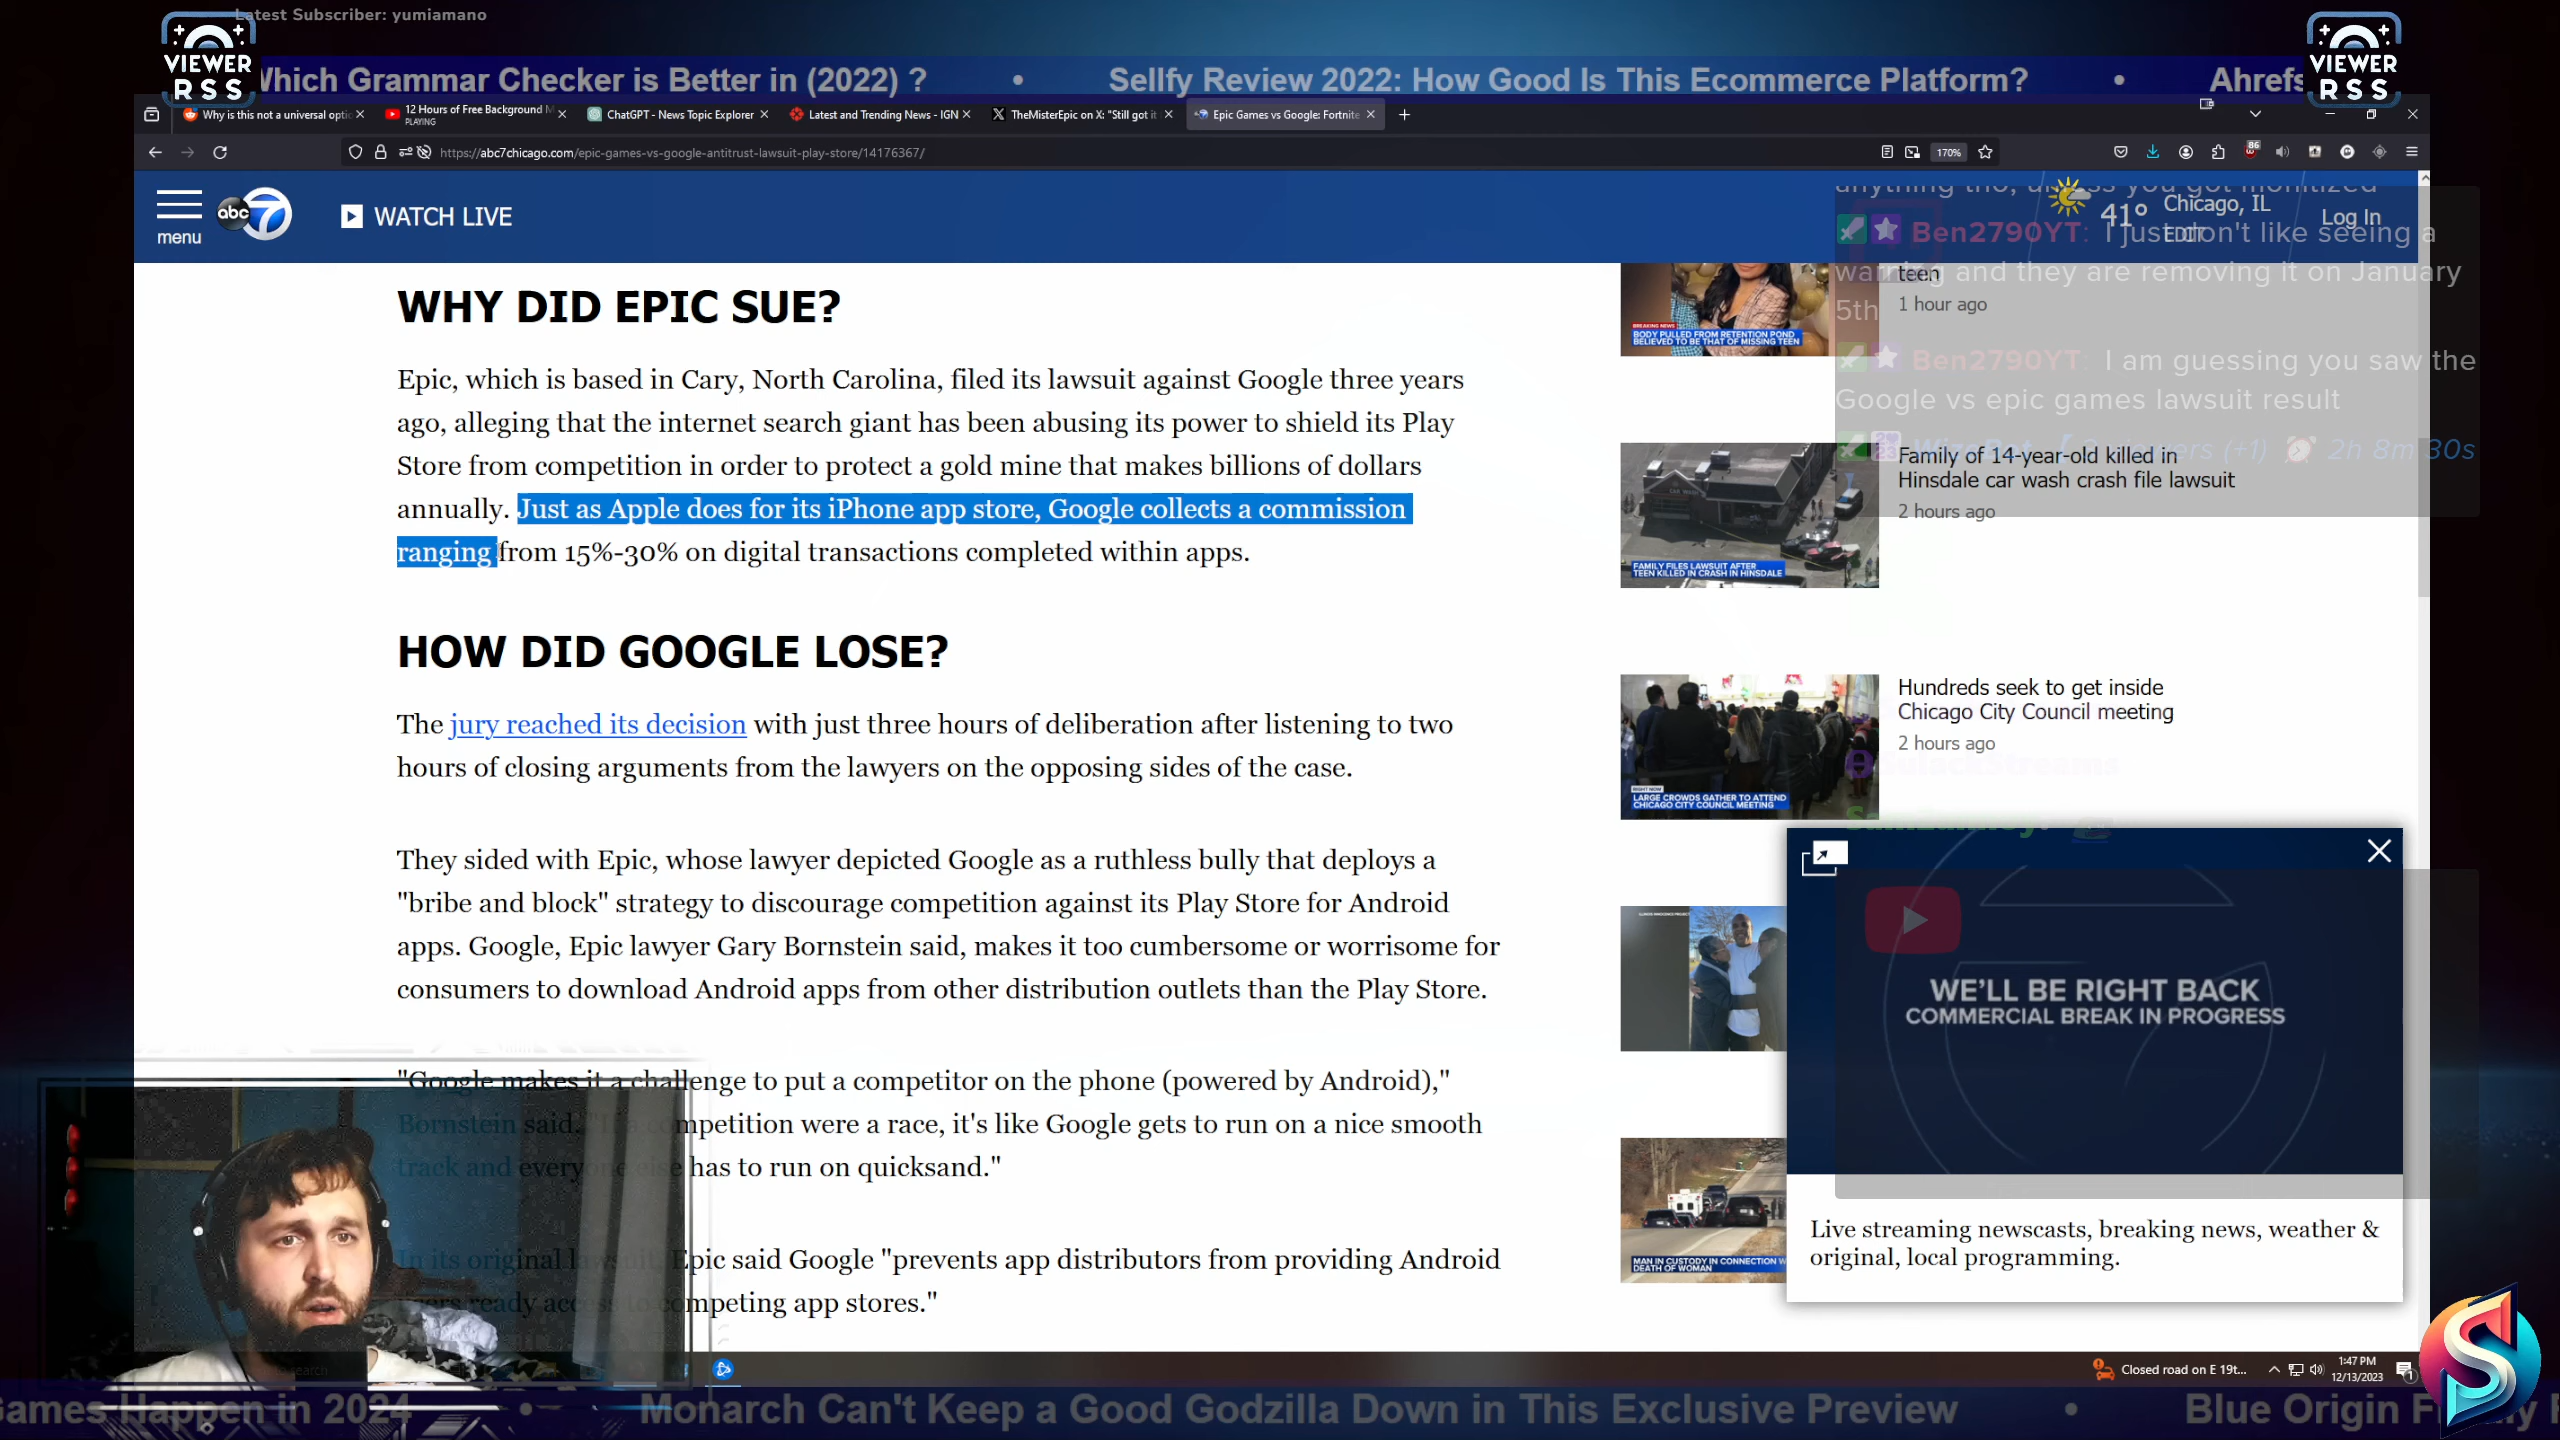 Latest Subscriber: yumiamano
VIEWER
RSS
Which Grammar Checker is Better in (2022) ? • Sellfy Review 2022: How Good Is This Ecommerce Platform? • Ahrefs
VIEWER
RSS
Why is this not a universal optic
12 Hours of Free Background M
PLAYING
ChatGPT - News Topic Explorer
Latest and Trending News - IGN
TheMisterEpic on X: "Still got it
Epic Games vs Google: Fortnite
https://abc7chicago.com/epic-games-vs-google-antitrust-lawsuit-play-store/14176367/
170%
86
menu
abc 7
WATCH LIVE
41°
Chicago, IL
EDIT
Log In
Ben2790YT: I just don't like seeing a
warning and they are removing it on January
5th
Ben2790YT: I am guessing you saw the
Google vs epic games lawsuit result
(+1) 2h 8m 30s
WHY DID EPIC SUE?
Epic, which is based in Cary, North Carolina, filed its lawsuit against Google three years
ago, alleging that the internet search giant has been abusing its power to shield its Play
Store from competition in order to protect a gold mine that makes billions of dollars
annually. Just as Apple does for its iPhone app store, Google collects a commission
ranging from 15%-30% on digital transactions completed within apps.
HOW DID GOOGLE LOSE?
The jury reached its decision with just three hours of deliberation after listening to two
hours of closing arguments from the lawyers on the opposing sides of the case.
They sided with Epic, whose lawyer depicted Google as a ruthless bully that deploys a
"bribe and block" strategy to discourage competition against its Play Store for Android
apps. Google, Epic lawyer Gary Bornstein said, makes it too cumbersome or worrisome for
consumers to download Android apps from other distribution outlets than the Play Store.
"Google makes it a challenge to put a competitor on the phone (powered by Android),"
Bornstein said. competition were a race, it's like Google gets to run on a nice smooth
track and everyone else has to run on quicksand."
In its original lawsuit, Epic said Google "prevents app distributors from providing Android
users ready access to competing app stores."
teen
1 hour ago
BREAKING NEWS
BODY PULLED FROM RETENTION POND
BELIEVED TO BE THAT OF MISSING TEEN
Family of 14-year-old killed in
Hinsdale car wash crash file lawsuit
2 hours ago
CAR WASH
FAMILY FILES LAWSUIT AFTER
TEEN KILLED IN CRASH IN HINSDALE
Hundreds seek to get inside
Chicago City Council meeting
2 hours ago
RIGHT NOW
LARGE CROWDS GATHER TO ATTEND
CHICAGO CITY COUNCIL MEETING
MAN IN CUSTODY IN CONNECTION W
DEATH OF WOMAN
WE'LL BE RIGHT BACK
COMMERCIAL BREAK IN PROGRESS
Live streaming newscasts, breaking news, weather &
original, local programming.
Closed road on E 19t...
1:47 PM
12/13/2023
Games Happen in 2024 • Monarch Can't Keep a Good Godzilla Down in This Exclusive Preview • Blue Origin